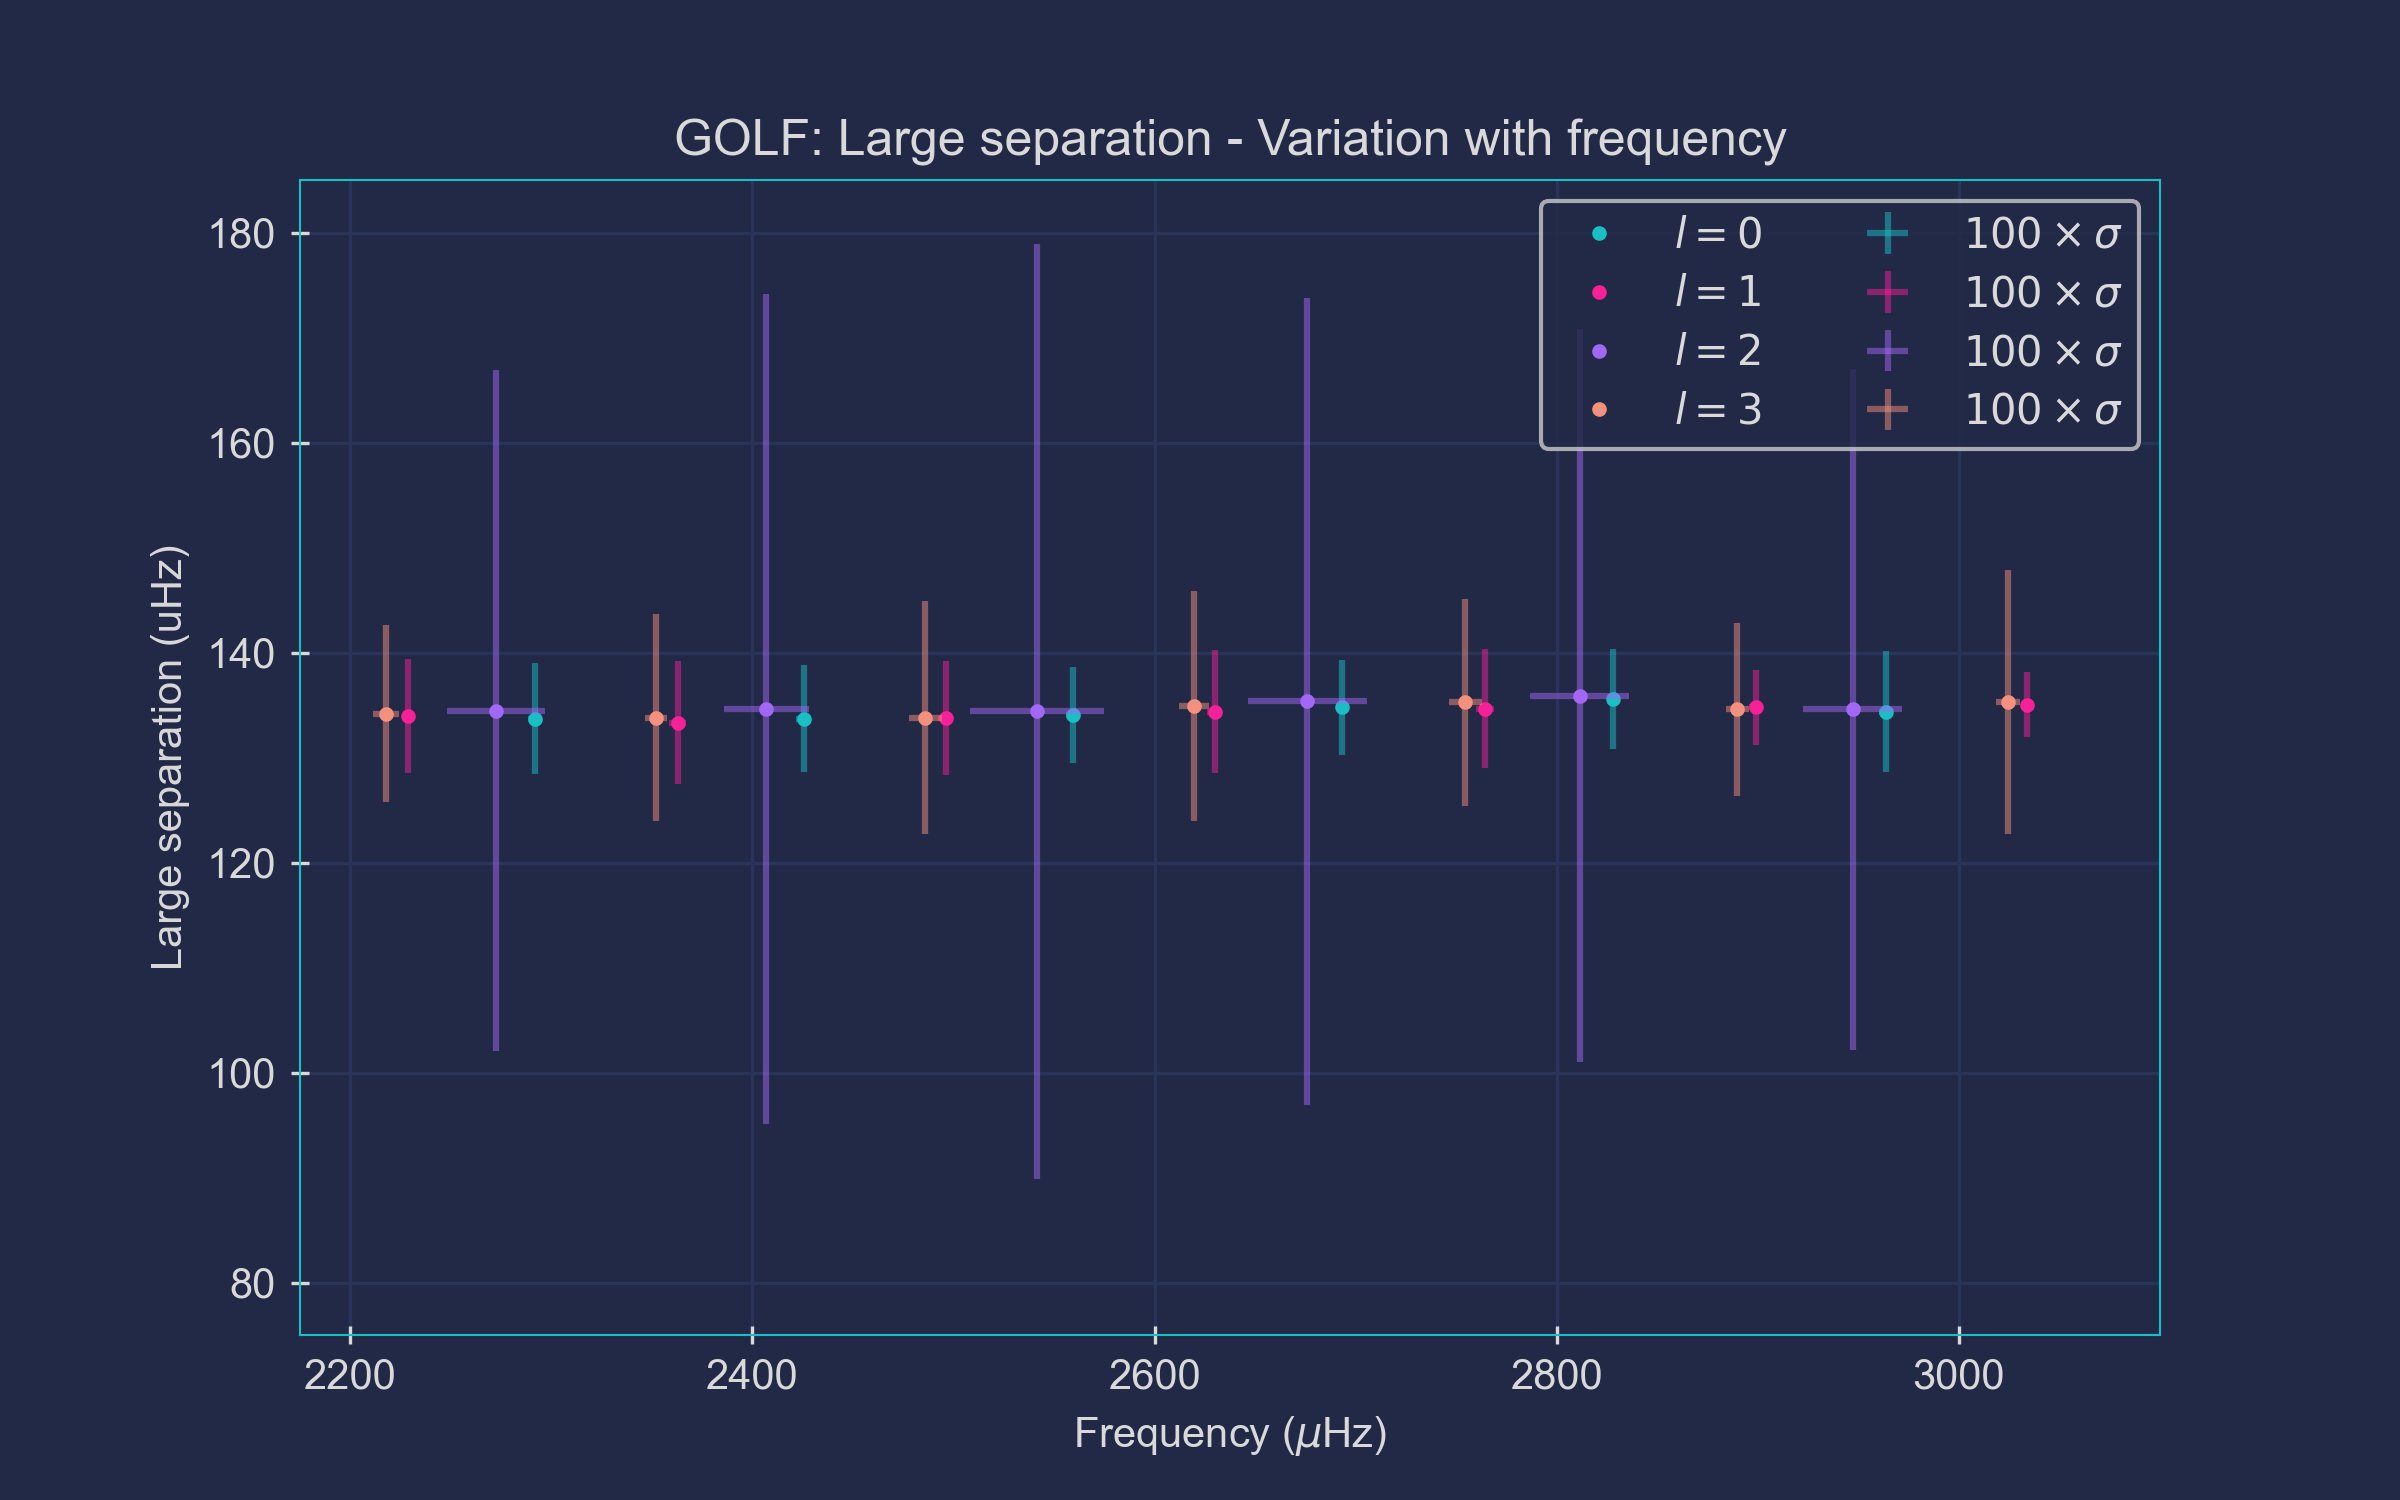 GOLF: Large separation - Variation with frequency
180
160
140
120
100
80
Large separation (uHz)
2200 2400 2600 2800 3000
Frequency (μHz)
l = 0 100 × σ
l = 1 100 × σ
l = 2 100 × σ
l = 3 100 × σ